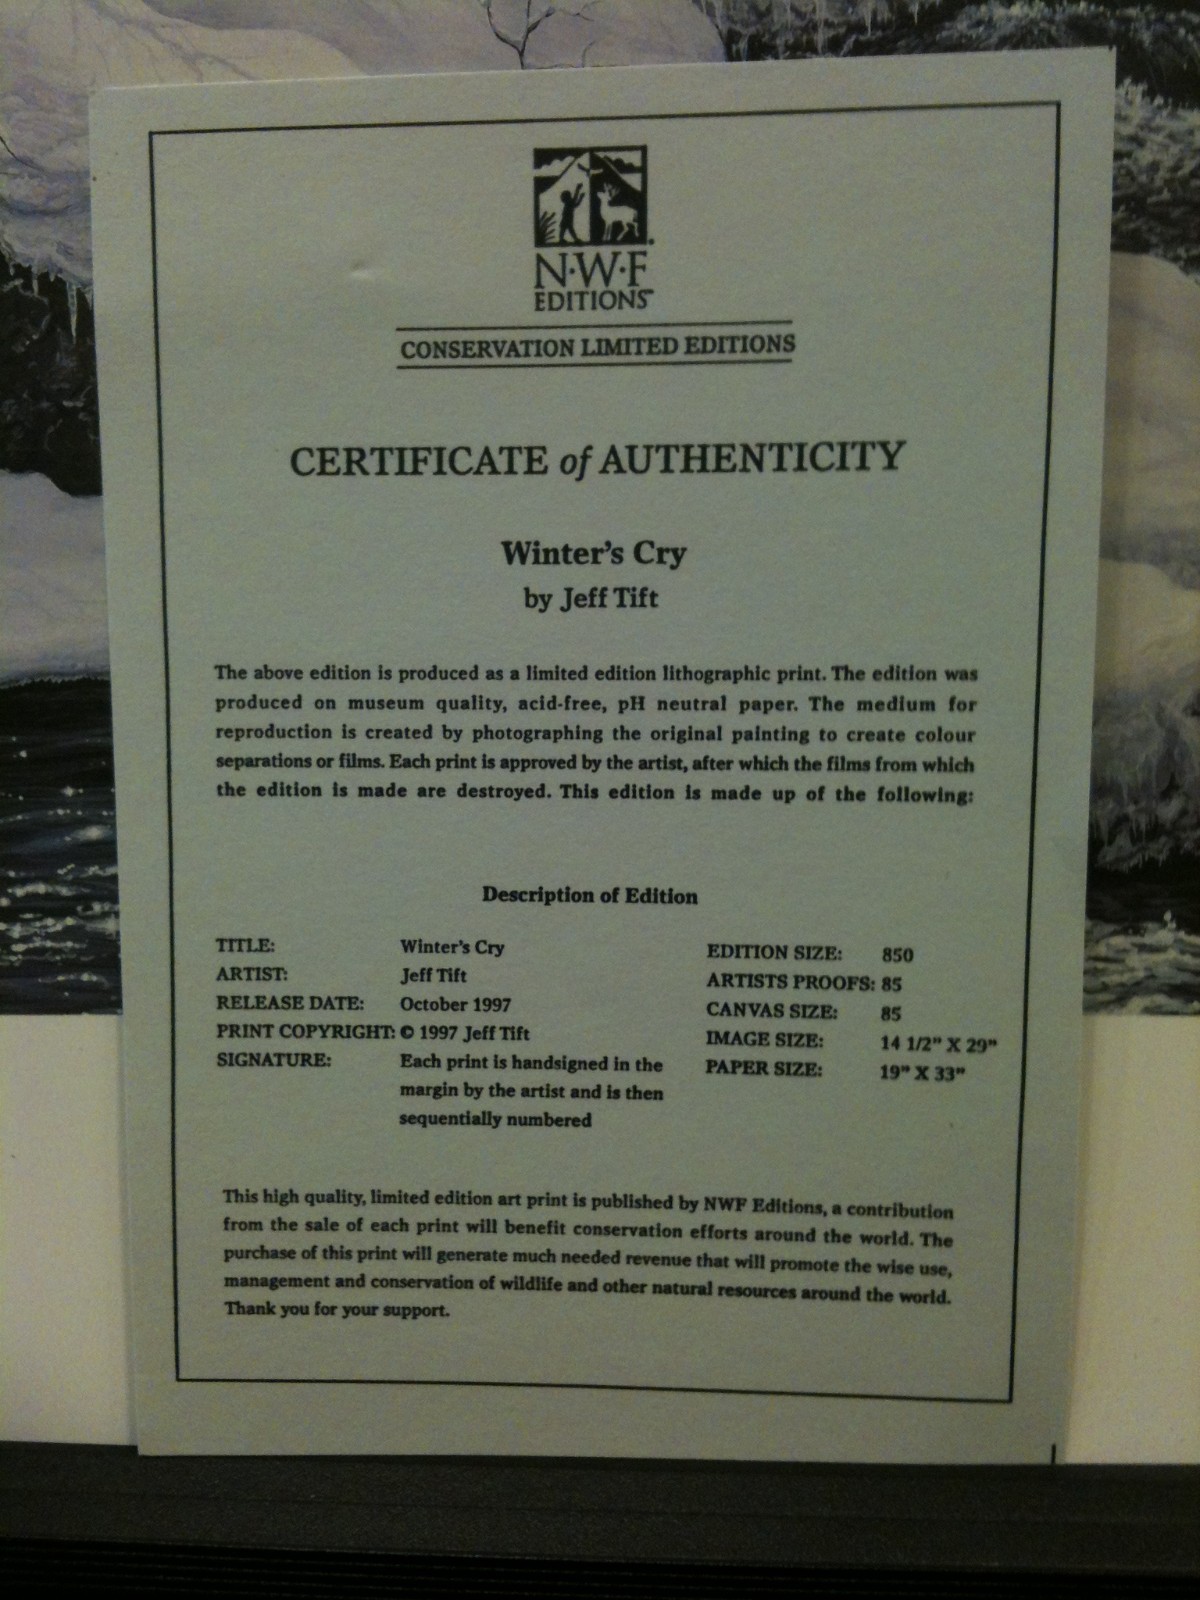 N·W·F
EDITIONS
CONSERVATION LIMITED EDITIONS
CERTIFICATE of AUTHENTICITY
Winter's Cry
by Jeff Tift
The above edition is produced as a limited edition lithographic print. The edition was
produced on museum quality, acid-free, pH neutral paper. The medium for
reproduction is created by photographing the original painting to create colour
separations or films. Each print is approved by the artist, after which the films from which
the edition is made are destroyed. This edition is made up of the following:
Description of Edition
TITLE: Winter's Cry
ARTIST: Jeff Tift
RELEASE DATE: October 1997
PRINT COPYRIGHT: © 1997 Jeff Tift
SIGNATURE: Each print is handsigned in the
margin by the artist and is then
sequentially numbered
EDITION SIZE: 850
ARTISTS PROOFS: 85
CANVAS SIZE: 85
IMAGE SIZE: 14 1/2" X 29"
PAPER SIZE: 19" X 33"
This high quality, limited edition art print is published by NWF Editions, a contribution
from the sale of each print will benefit conservation efforts around the world. The
purchase of this print will generate much needed revenue that will promote the wise use,
management and conservation of wildlife and other natural resources around the world.
Thank you for your support.